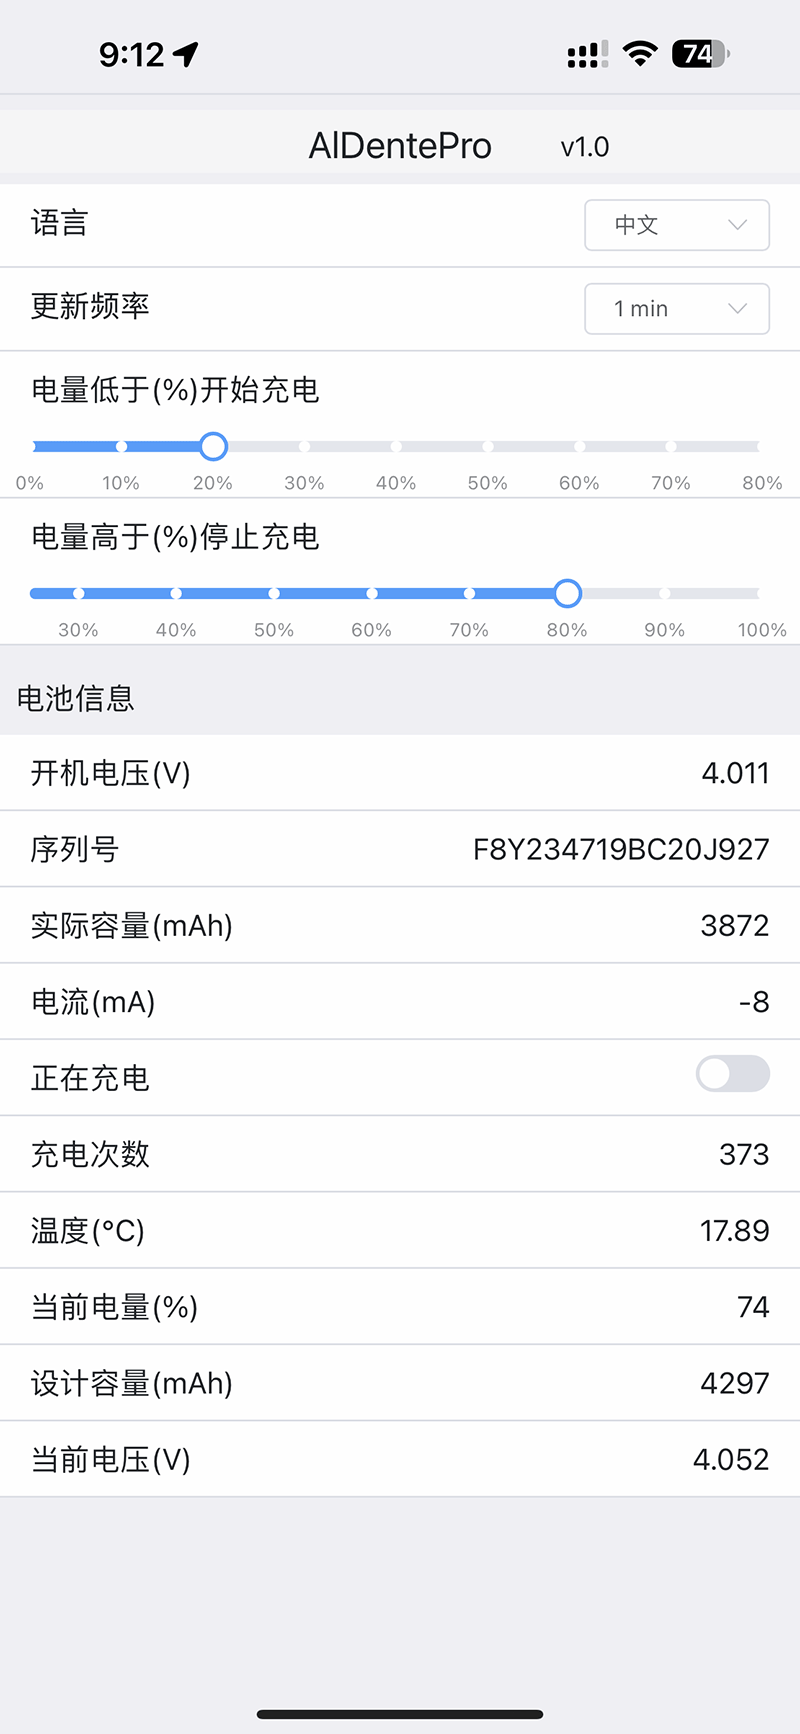 9:12
74
AlDentePro v1.0
语言 中文
更新频率 1 min
电量低于(%)开始充电
0% 10% 20% 30% 40% 50% 60% 70% 80%
电量高于(%)停止充电
30% 40% 50% 60% 70% 80% 90% 100%
电池信息
开机电压(V) 4.011
序列号 F8Y234719BC20J927
实际容量(mAh) 3872
电流(mA) -8
正在充电
充电次数 373
温度(°C) 17.89
当前电量(%) 74
设计容量(mAh) 4297
当前电压(V) 4.052